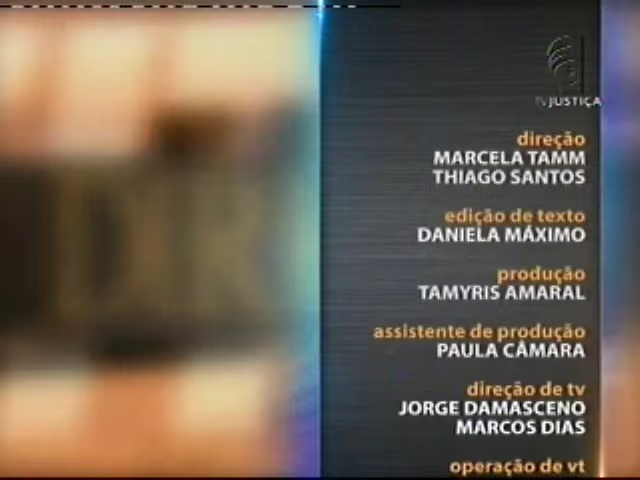 TV JUSTIÇA
direção
MARCELA TAMM
THIAGO SANTOS
edição de texto
DANIELA MÁXIMO
produção
TAMYRIS AMARAL
assistente de produção
PAULA CÂMARA
direção de tv
JORGE DAMASCENO
MARCOS DIAS
operação de vt